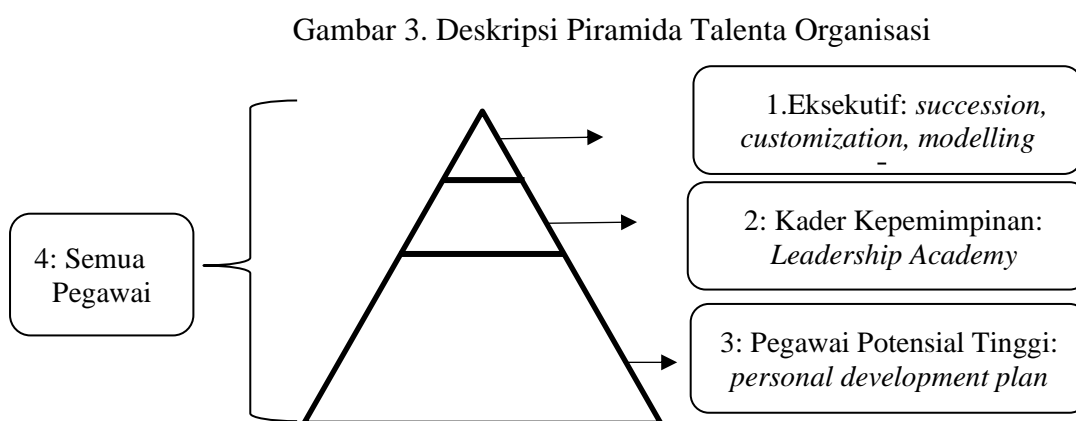 Gambar 3. Deskripsi Piramida Talenta Organisasi
1.Eksekutif: succession,
customization, modelling
-
2: Kader Kepemimpinan:
Leadership Academy
4: Semua
Pegawai
3: Pegawai Potensial Tinggi:
personal development plan